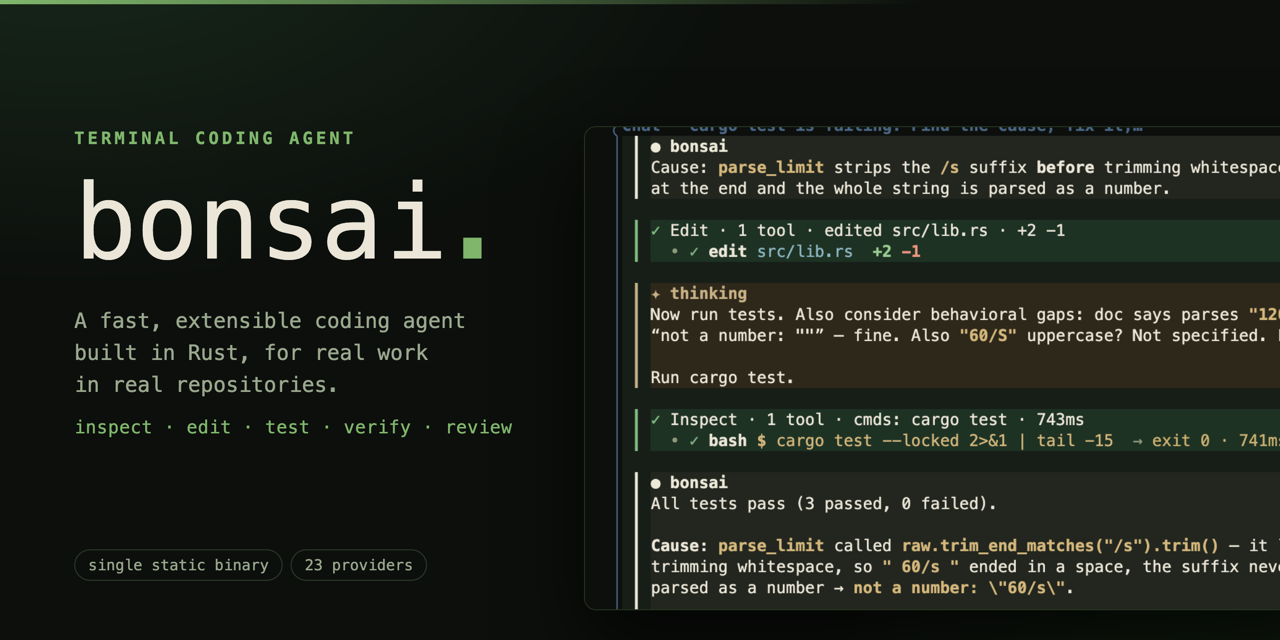 TERMINAL CODING AGENT
bonsai.
A fast, extensible coding agent
built in Rust, for real work
in real repositories.
inspect · edit · test · verify · review
single static binary
23 providers
● bonsai
Cause: parse_limit strips the /s suffix before trimming whitespace
at the end and the whole string is parsed as a number.
✓ Edit · 1 tool · edited src/lib.rs · +2 −1
• ✓ edit src/lib.rs +2 −1
✦ thinking
Now run tests. Also consider behavioral gaps: doc says parses
“not a number: """” — fine. Also "60/S" uppercase? Not specified.
Run cargo test.
✓ Inspect · 1 tool · cmds: cargo test · 743ms
• ✓ bash $ cargo test --locked 2>&1 | tail −15 → exit 0 · 741ms
● bonsai
All tests pass (3 passed, 0 failed).
Cause: parse_limit called raw.trim_end_matches("/s").trim() — it
trimming whitespace, so " 60/s " ended in a space, the suffix
parsed as a number → not a number: \"60/s\".